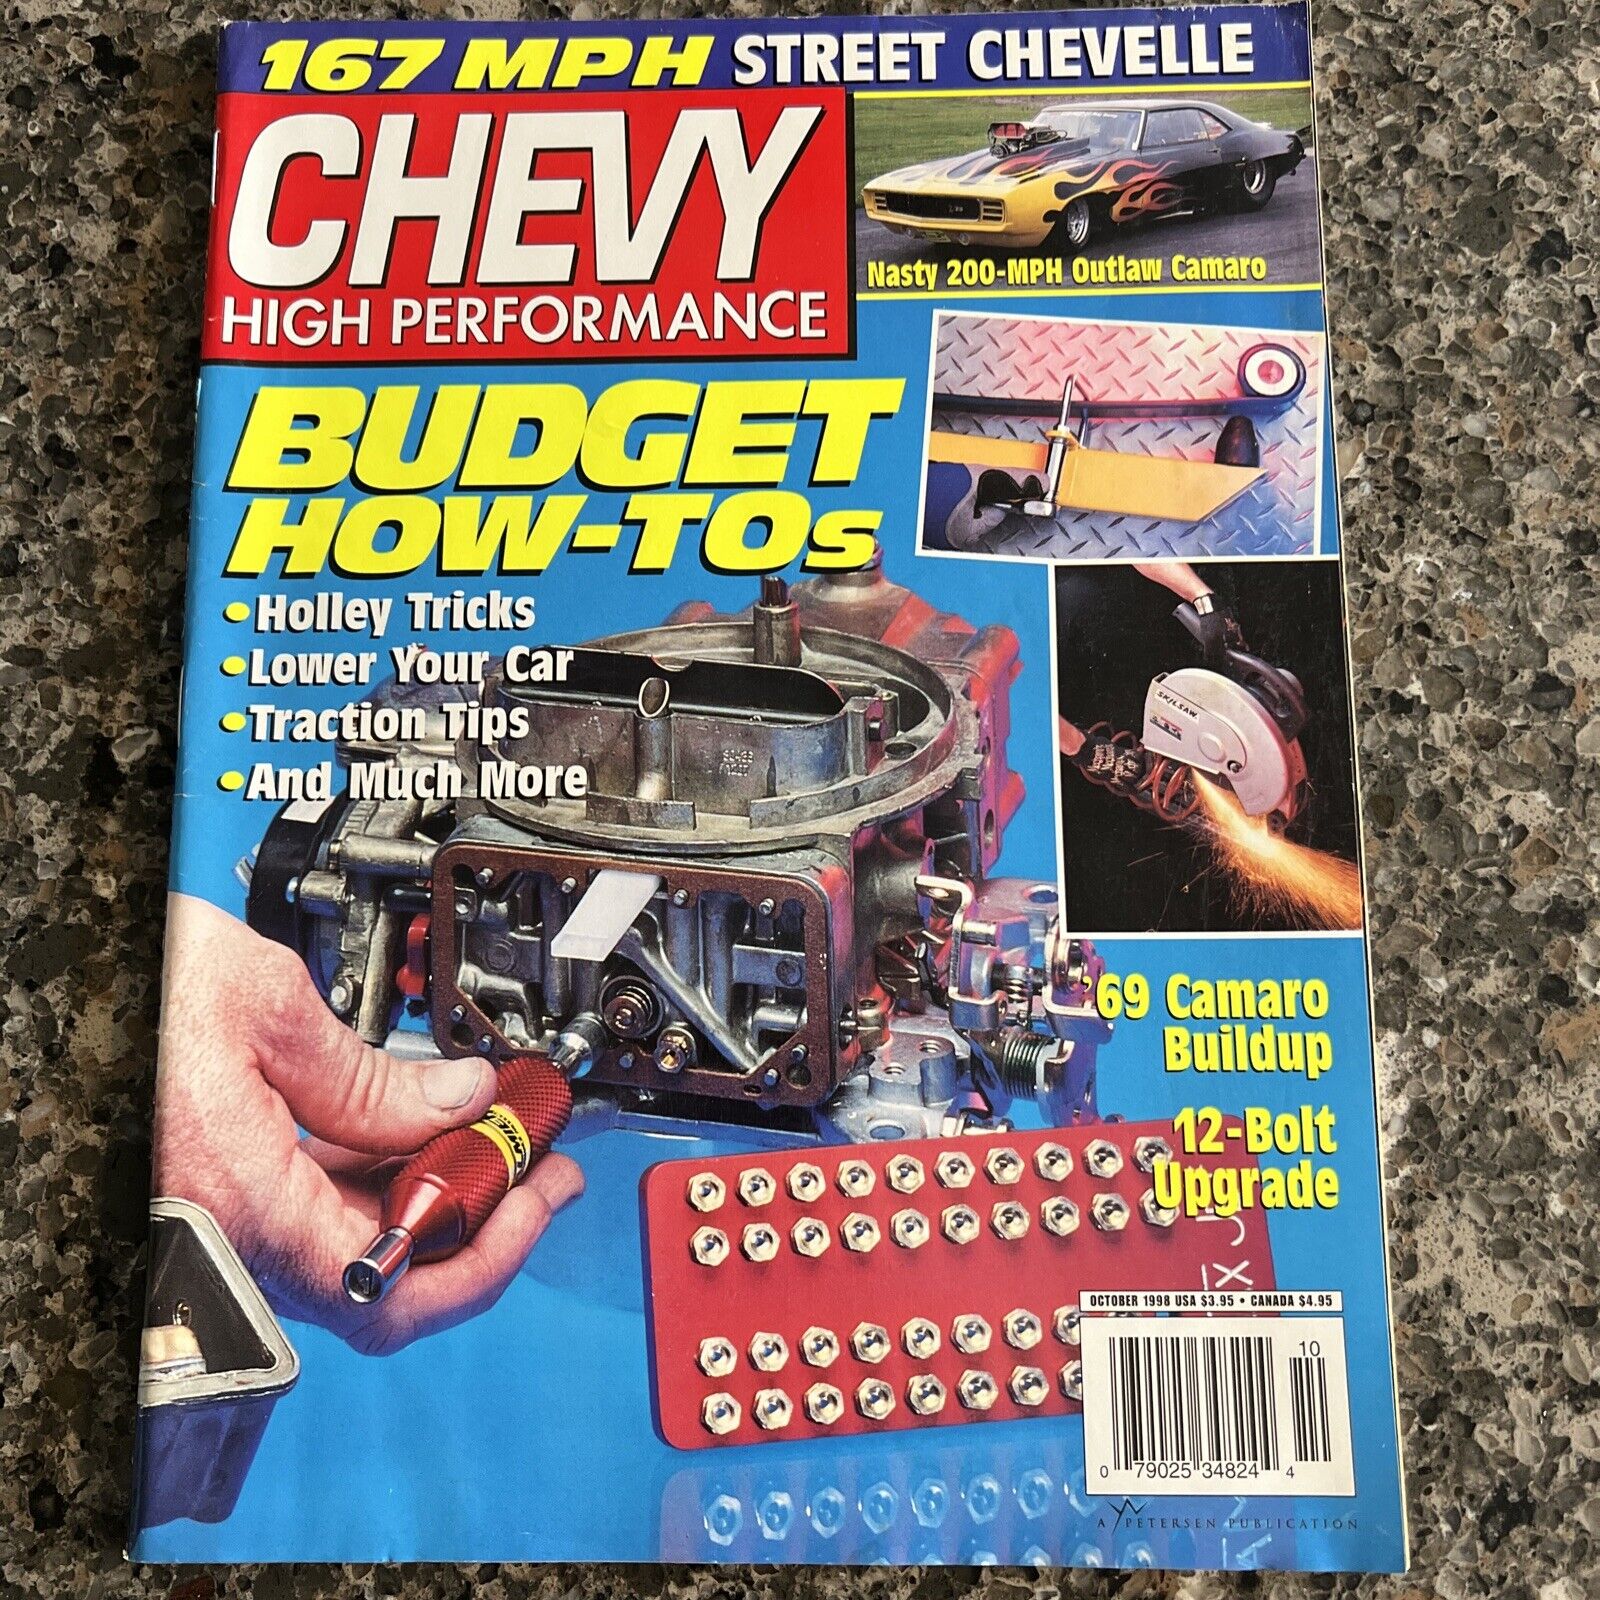 167 MPH STREET CHEVELLE
CHEVY
HIGH PERFORMANCE
Nasty 200-MPH Outlaw Camaro
BUDGET
HOW-TOs
•Holley Tricks
•Lower Your Car
•Traction Tips
•And Much More
SKILSAW
'69 Camaro
Buildup
12-Bolt
Upgrade
OCTOBER 1998 USA $3.95 • CANADA $4.95
10
0 79025 34824 4
A PETERSEN PUBLICATION